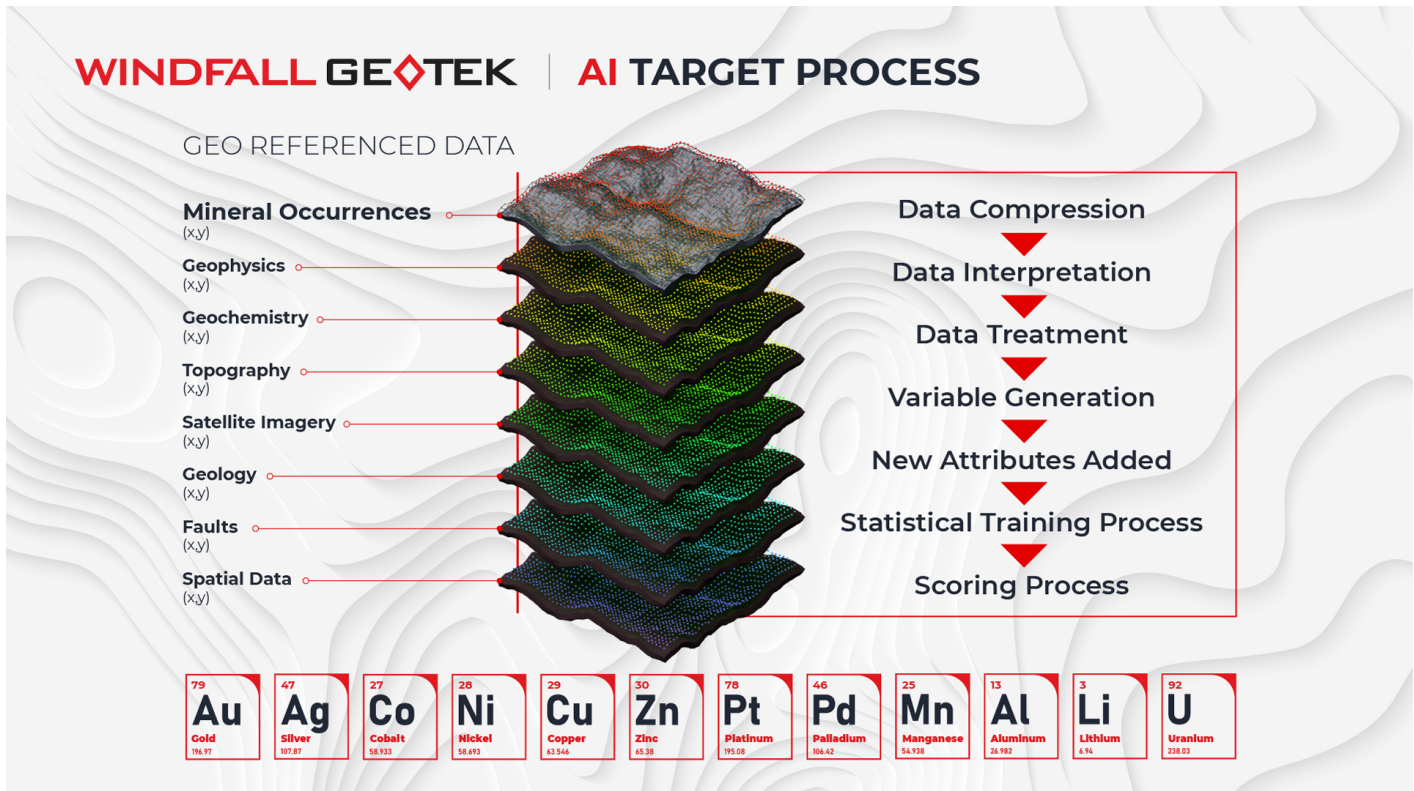 WINDFALL GEOTEK | AI TARGET PROCESS
GEO REFERENCED DATA
Mineral Occurrences
(x,y)
Geophysics
(x,y)
Geochemistry
(x,y)
Topography
(x,y)
Satellite Imagery
(x,y)
Geology
(x,y)
Faults
(x,y)
Spatial Data
(x,y)
Data Compression
Data Interpretation
Data Treatment
Variable Generation
New Attributes Added
Statistical Training Process
Scoring Process
79
Au
Gold
196.97
47
Ag
Silver
107.87
27
Co
Cobalt
58.933
28
Ni
Nickel
58.693
29
Cu
Copper
63.546
30
Zn
Zinc
65.38
78
Pt
Platinum
195.08
46
Pd
Palladium
106.42
25
Mn
Manganese
54.938
13
Al
Aluminum
26.982
3
Li
Lithium
6.94
92
U
Uranium
238.03